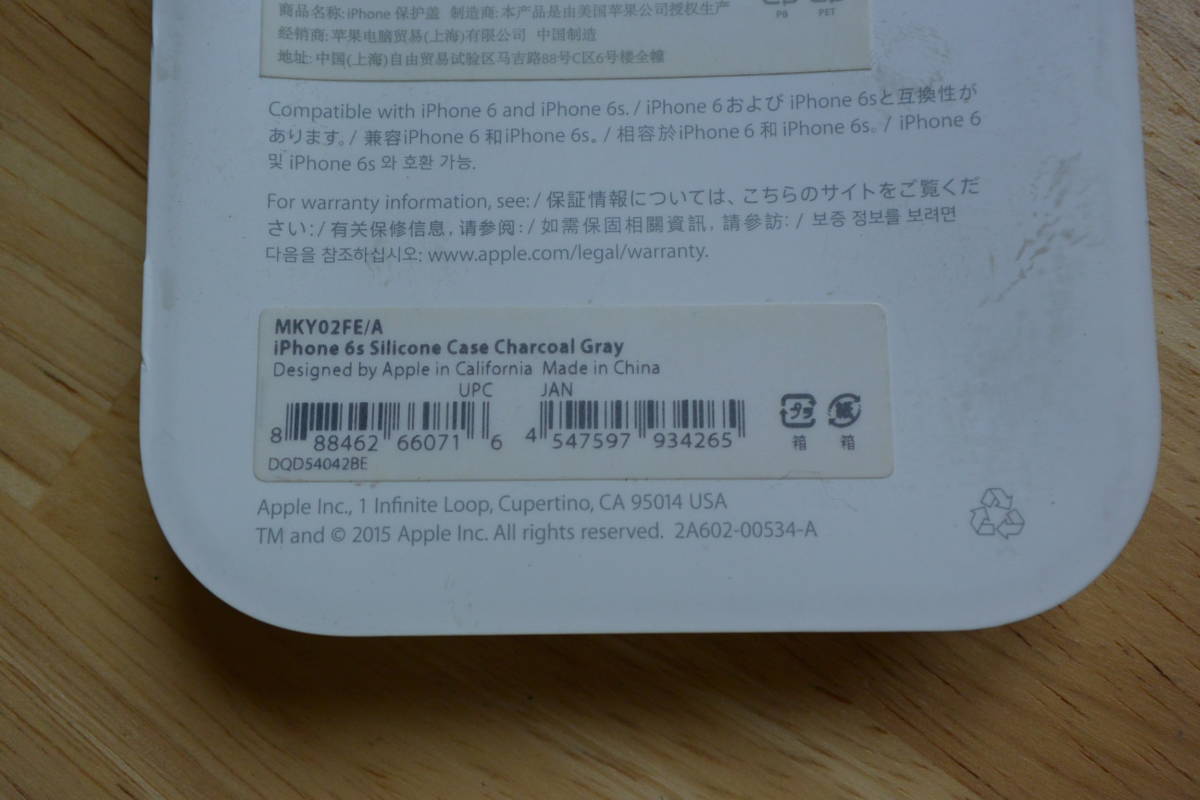 商品名称:iPhone 保护盖 制造商:本产品是由美国苹果公司授权生产
经销商:苹果电脑贸易(上海)有限公司 中国制造
地址:中国(上海)自由贸易试验区马吉路88号C区6号楼全幢
PB PET
Compatible with iPhone 6 and iPhone 6s. / iPhone 6および iPhone 6sと互換性が
あります。/ 兼容iPhone 6 和iPhone 6s。/ 相容於iPhone 6 和 iPhone 6s。/ iPhone 6
및 iPhone 6s 와 호환 가능.
For warranty information, see:/ 保証情報については、こちらのサイトをご覧くだ
さい:/ 有关保修信息，请参阅:/ 如需保固相關資訊，請參訪: / 보증 정보를 보려면
다음을 참조하십시오: www.apple.com/legal/warranty.
MKY02FE/A
iPhone 6s Silicone Case Charcoal Gray
Designed by Apple in California Made in China
UPC JAN
8 88462 66071 6 4 547597 934265
プラ 紙
箱 箱
DQD54042BE
Apple Inc., 1 Infinite Loop, Cupertino, CA 95014 USA
TM and © 2015 Apple Inc. All rights reserved. 2A602-00534-A